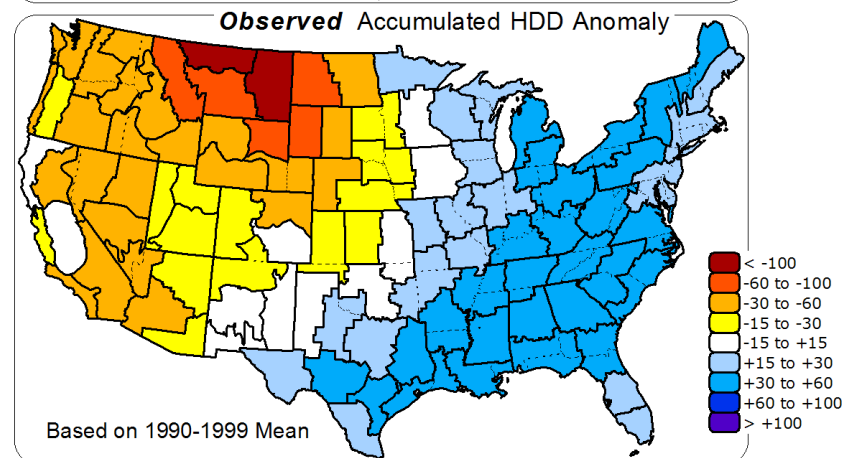 Observed Accumulated HDD Anomaly
< -100
-60 to -100
-30 to -60
-15 to -30
-15 to +15
+15 to +30
+30 to +60
+60 to +100
> +100
Based on 1990-1999 Mean